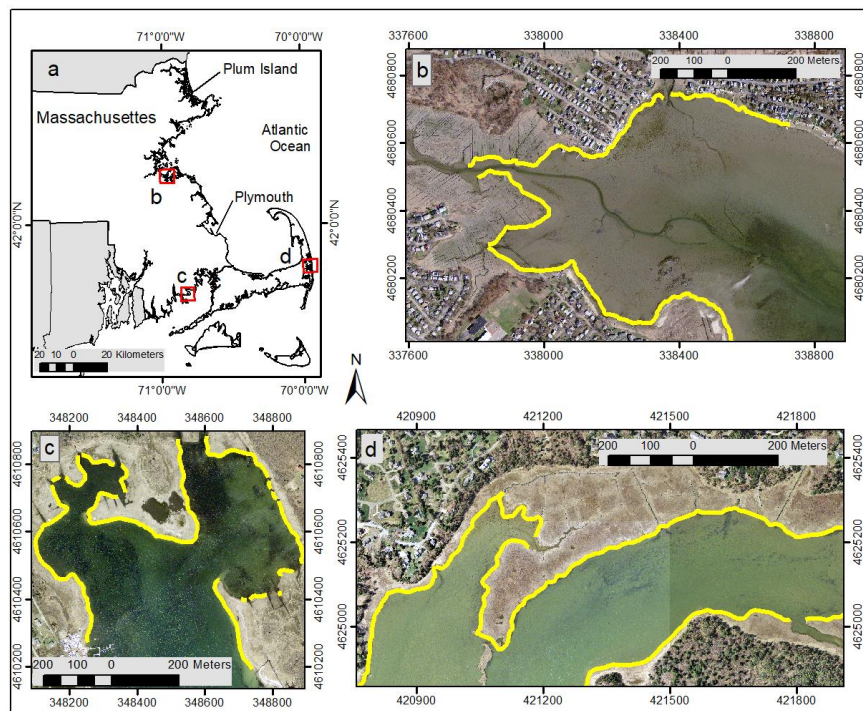 71°0'0"W 70°0'0"W
a
Plum Island
Massachusettes
Atlantic
Ocean
b
Plymouth
42°0'0"N
42°0'0"N
d
c
20 10 0 20 Kilometers
71°0'0"W 70°0'0"W
337600 338000 338400 338800
b
200 100 0 200 Meters
4680800
4680600
4680400
4680200
4680800
4680600
4680400
4680200
337600 338000 338400 338800
N
348200 348400 348600 348800
c
4610800
4610600
4610400
4610200
4610800
4610600
4610400
4610200
200 100 0 200 Meters
348200 348400 348600 348800
420900 421200 421500 421800
d
200 100 0 200 Meters
4625400
4625200
4625000
4625400
4625200
4625000
420900 421200 421500 421800